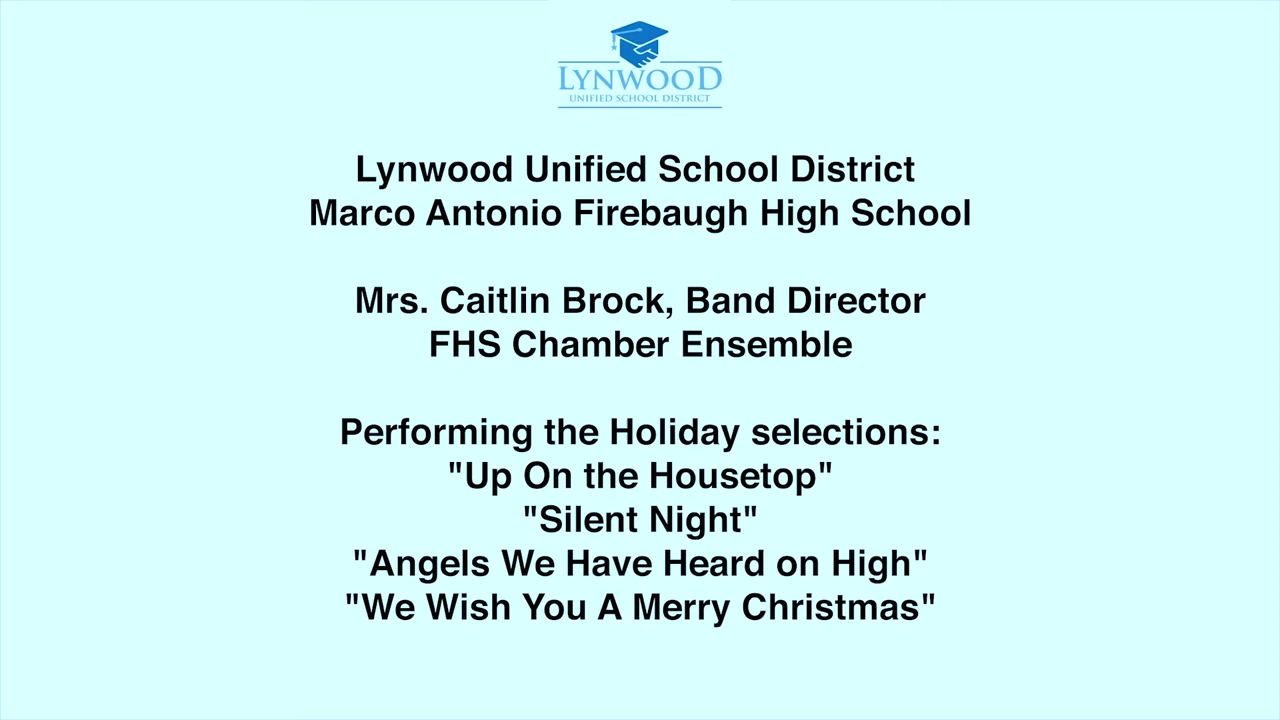 LYNWOOD
UNIFIED SCHOOL DISTRICT
Lynwood Unified School District
Marco Antonio Firebaugh High School
Mrs. Caitlin Brock, Band Director
FHS Chamber Ensemble
Performing the Holiday selections:
"Up On the Housetop"
"Silent Night"
"Angels We Have Heard on High"
"We Wish You A Merry Christmas"